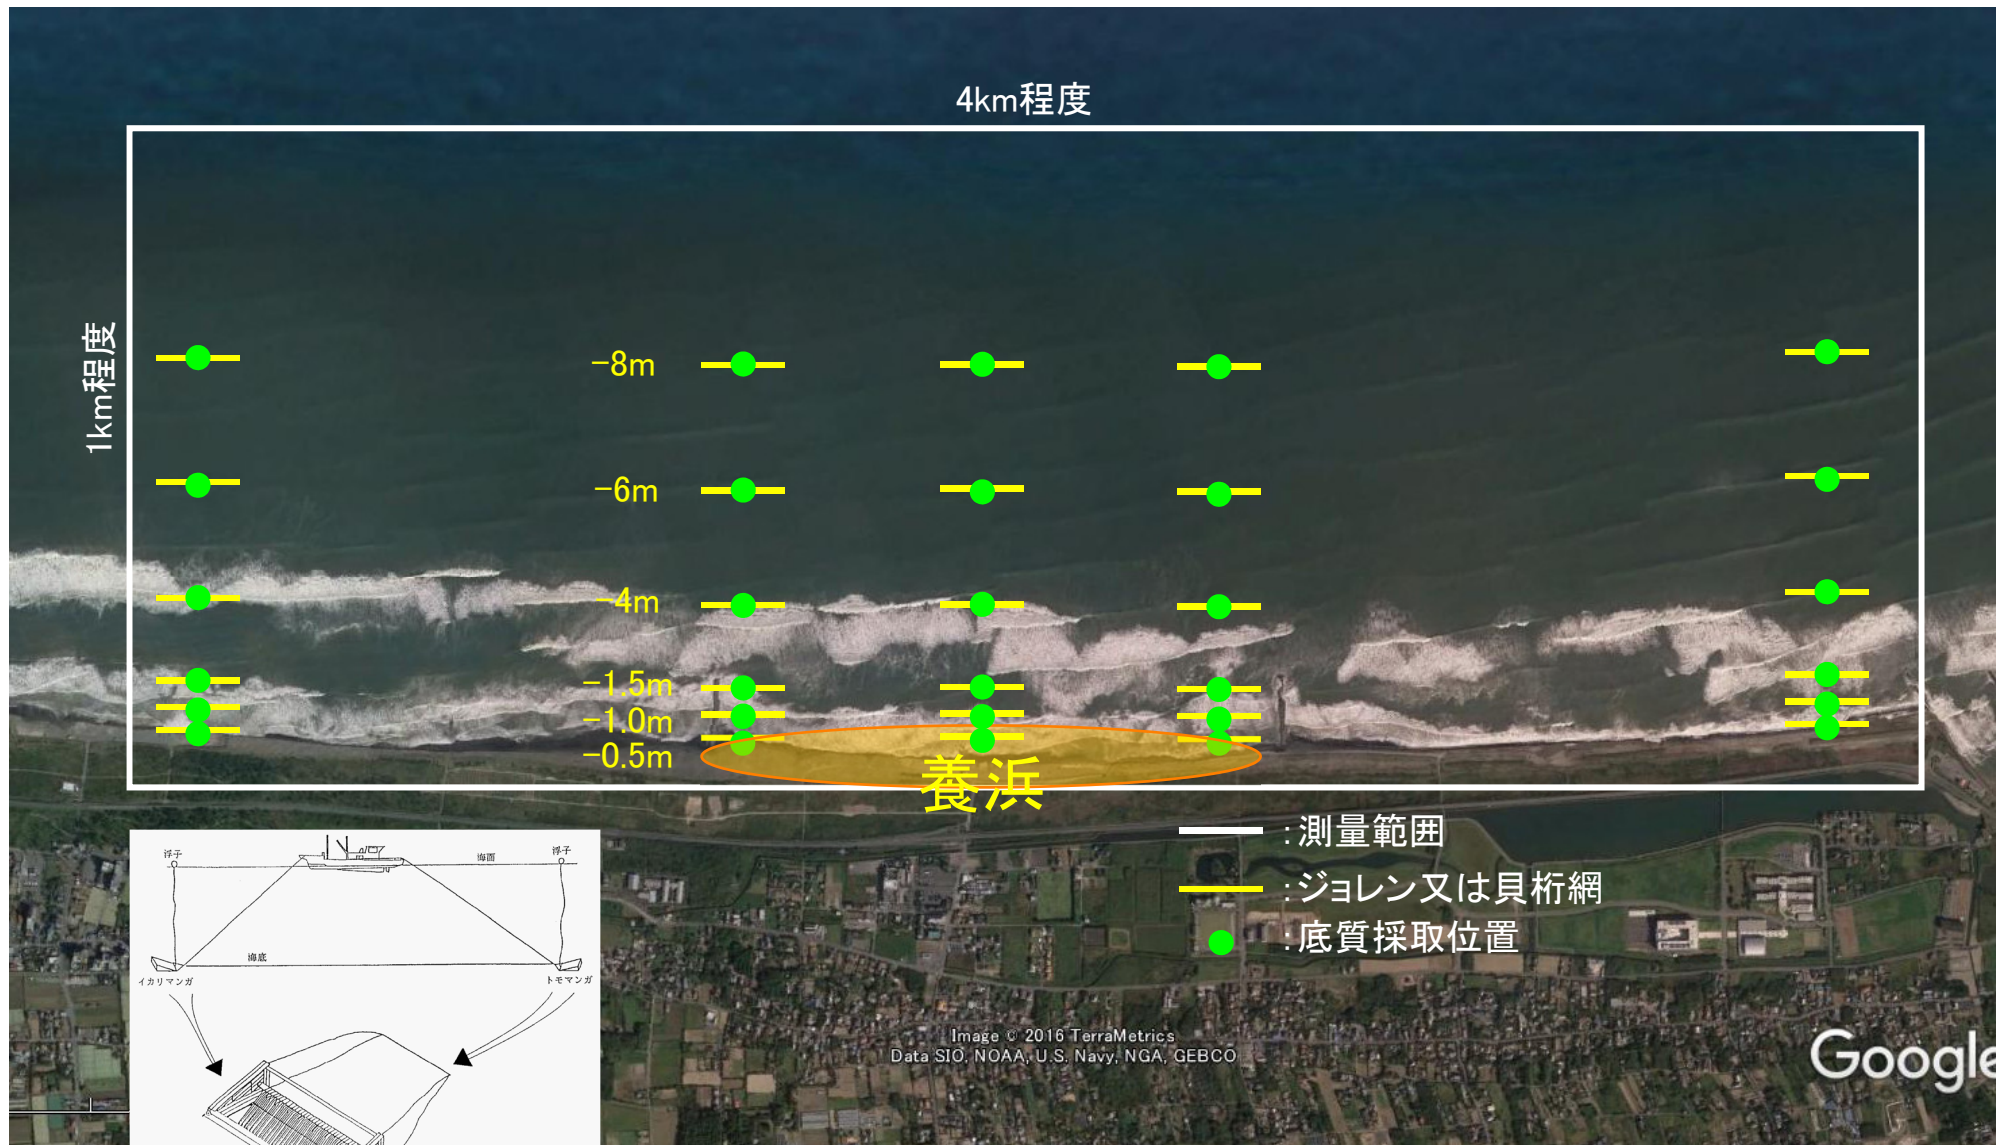 4km程度
1km程度
−8m
−6m
−4m
−1.5m
−1.0m
−0.5m
養浜
:測量範囲
:ジョレン又は貝桁網
:底質採取位置
浮子
海面
浮子
海底
イカリマンガ
トモマンガ
Image © 2016 TerraMetrics
Data SIO, NOAA, U.S. Navy, NGA, GEBCO
Google